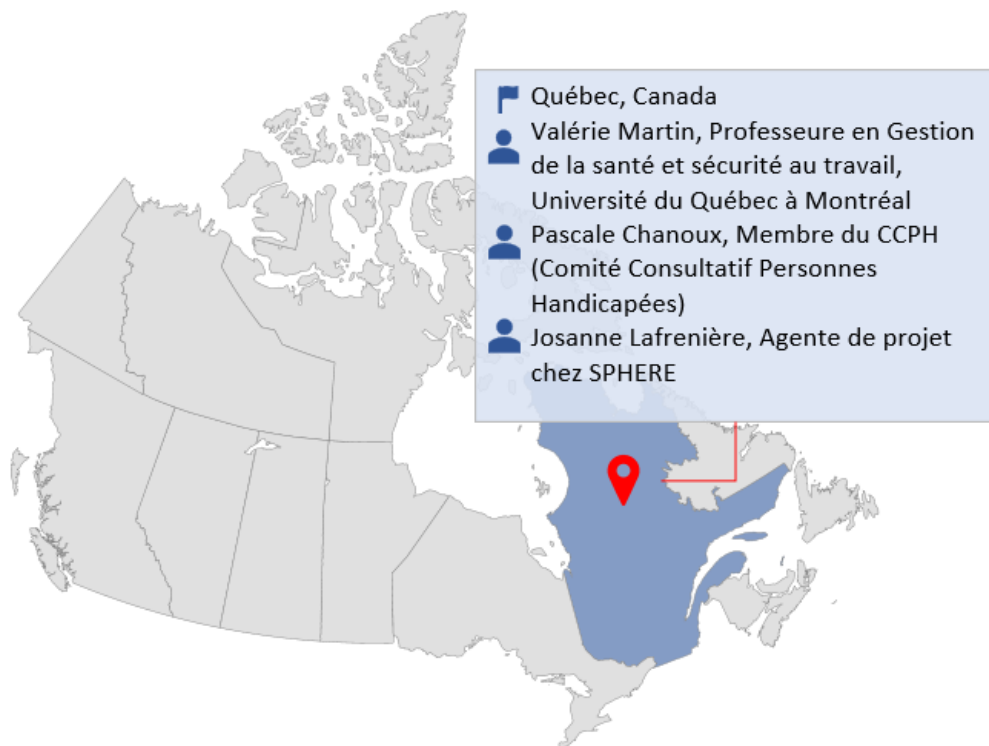 Québec, Canada
Valérie Martin, Professeure en Gestion
de la santé et sécurité au travail,
Université du Québec à Montréal
Pascale Chanoux, Membre du CCPH
(Comité Consultatif Personnes
Handicapées)
Josanne Lafrenière, Agente de projet
chez SPHERE